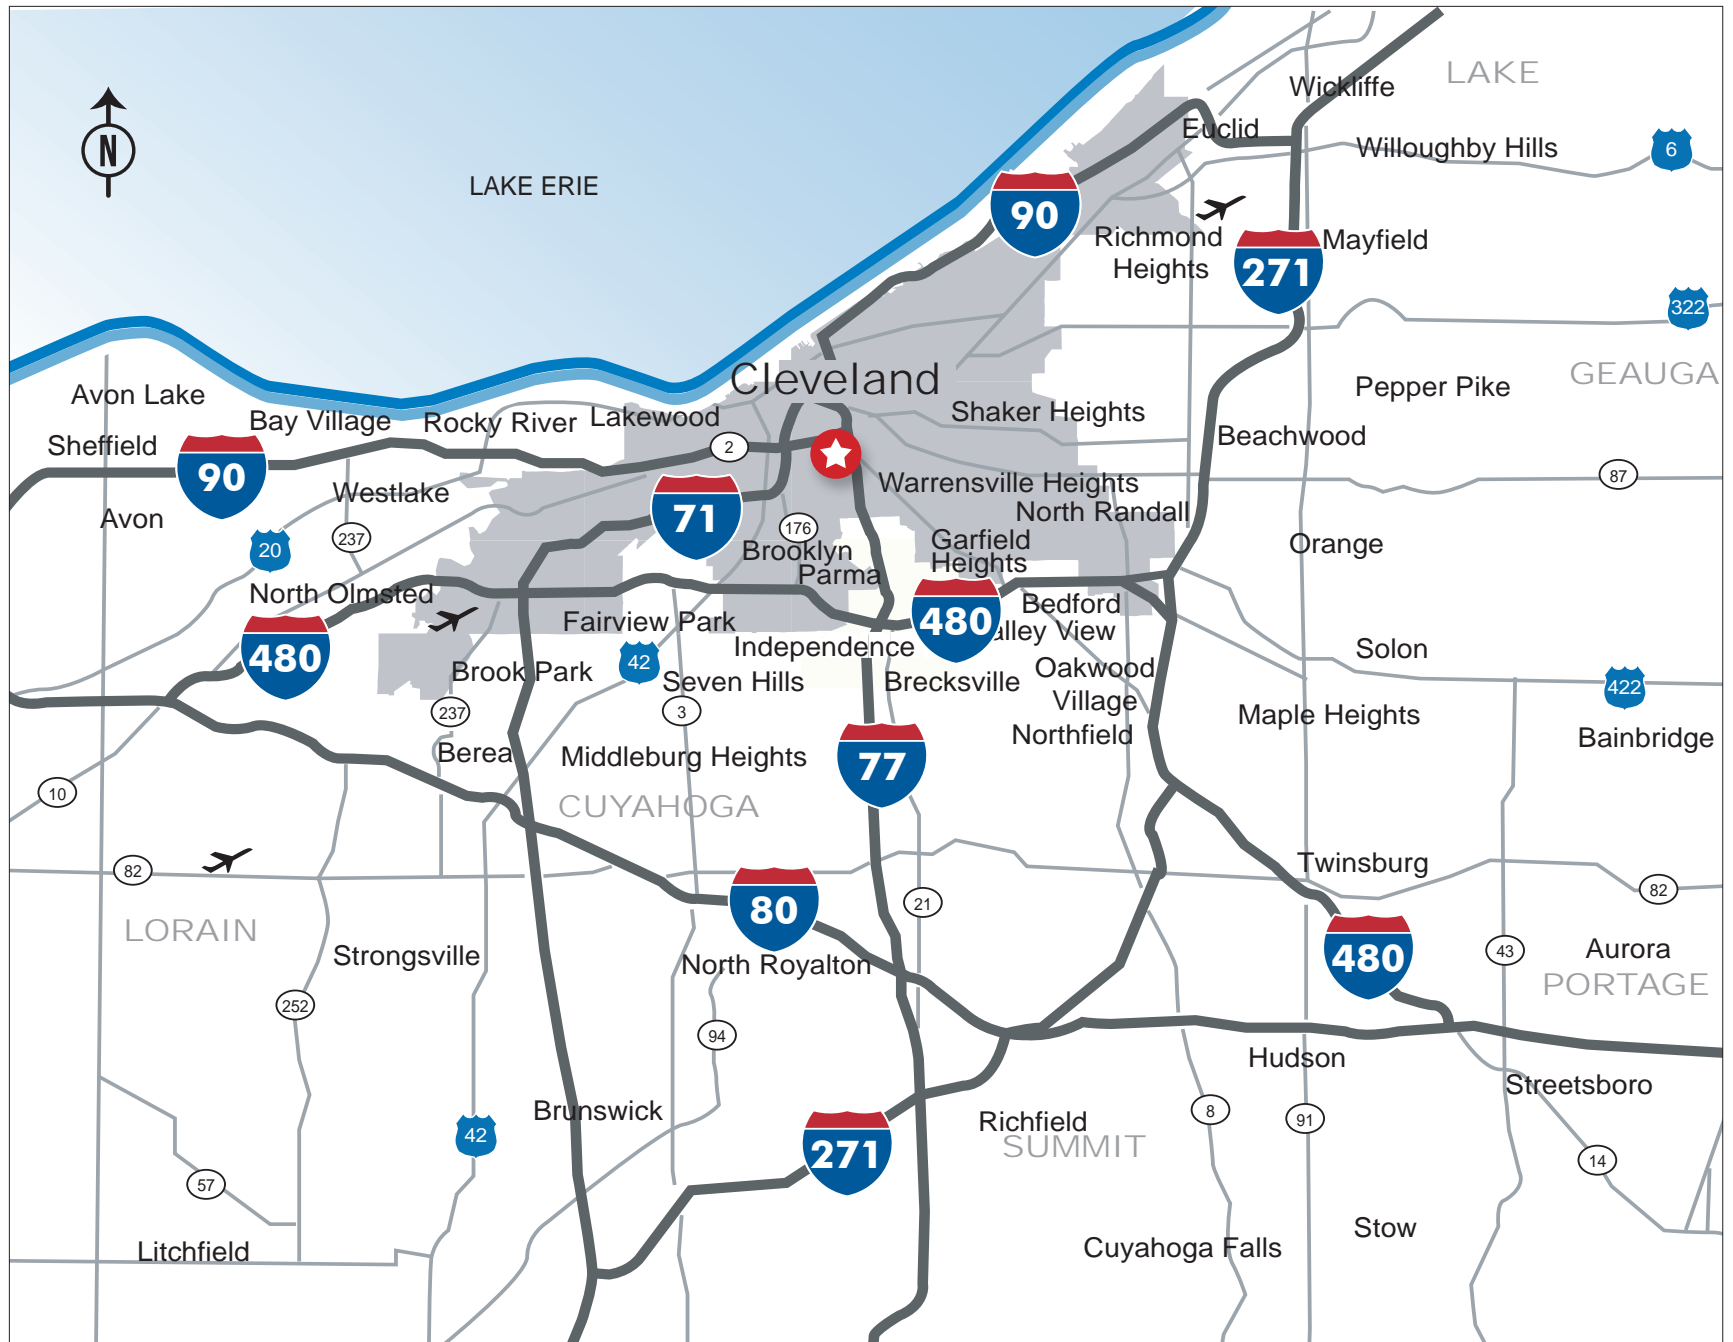 LAKE
Wickliffe
Euclid
Willoughby Hills
6
N
LAKE ERIE
90
Richmond
Heights
271
Mayfield
322
GEAUGA
Pepper Pike
Cleveland
Avon Lake
Bay Village
Rocky River
Lakewood
Shaker Heights
Beachwood
Sheffield
90
2
87
Westlake
71
Warrensville Heights
North Randall
Avon
20
237
176
Brooklyn
Parma
Garfield
Heights
Orange
North Olmsted
480
Fairview Park
480
Bedford
alley View
Independence
Solon
Brook Park
42
Seven Hills
Brecksville
Oakwood
Village
422
237
3
Northfield
Maple Heights
Bainbridge
Berea
Middleburg Heights
77
10
CUYAHOGA
82
Twinsburg
82
80
21
LORAIN
Strongsville
North Royalton
480
43
Aurora
PORTAGE
252
94
Hudson
Streetsboro
Brunswick
42
271
Richfield
SUMMIT
8
91
14
57
Litchfield
Cuyahoga Falls
Stow